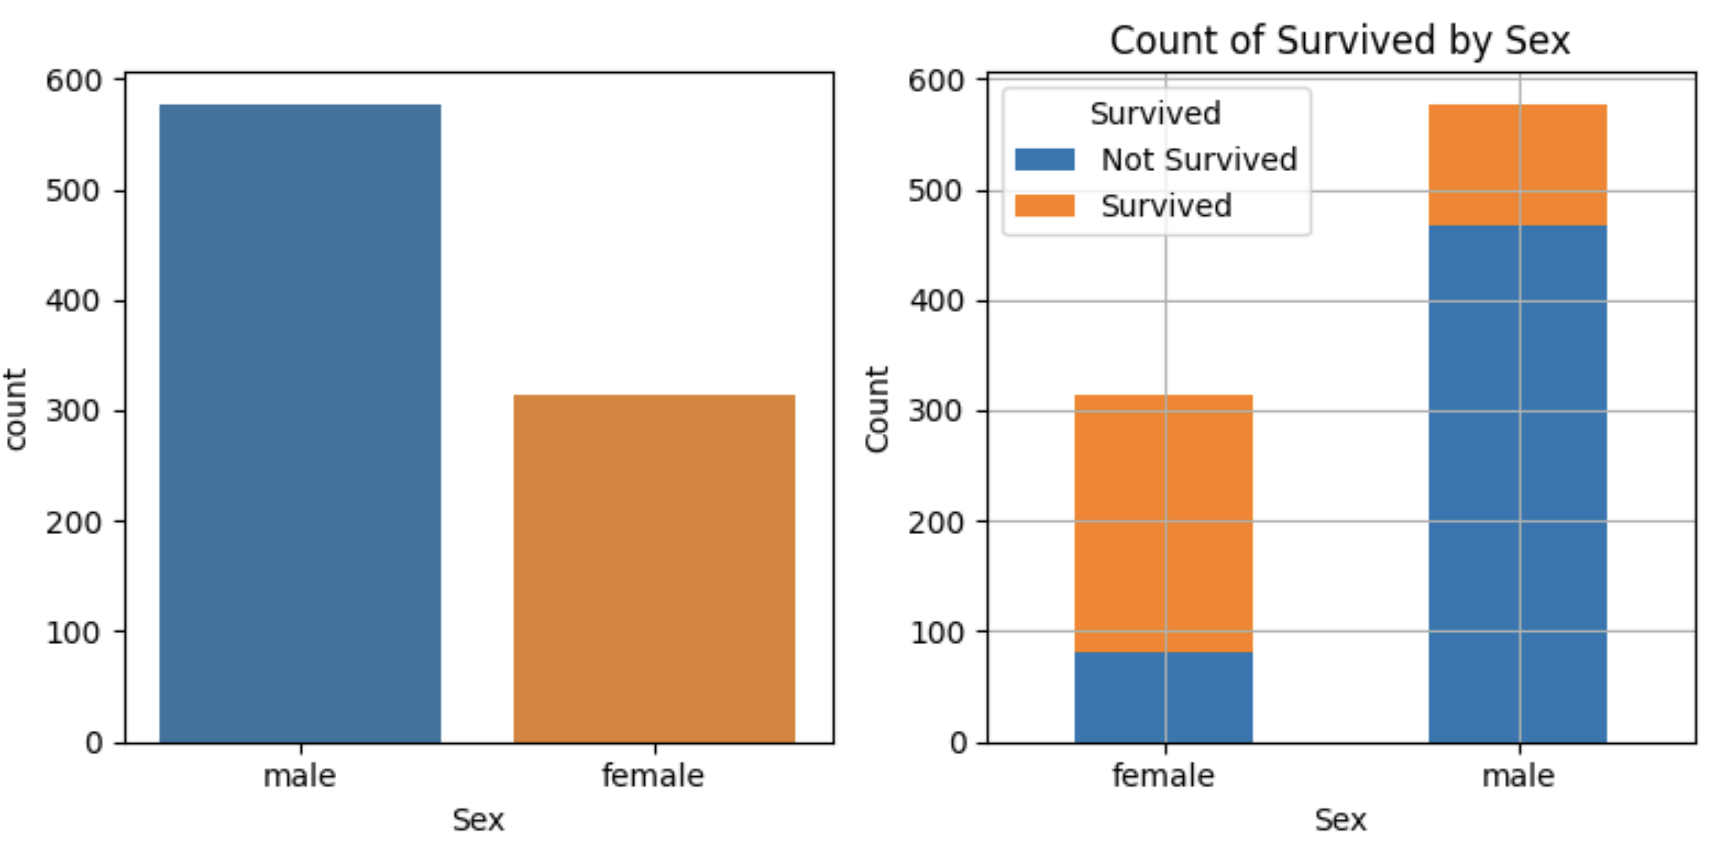 600
500
400
300
200
100
0
count
male female
Sex
Count of Survived by Sex
600
500
400
300
200
100
0
Count
Survived
Not Survived
Survived
female male
Sex